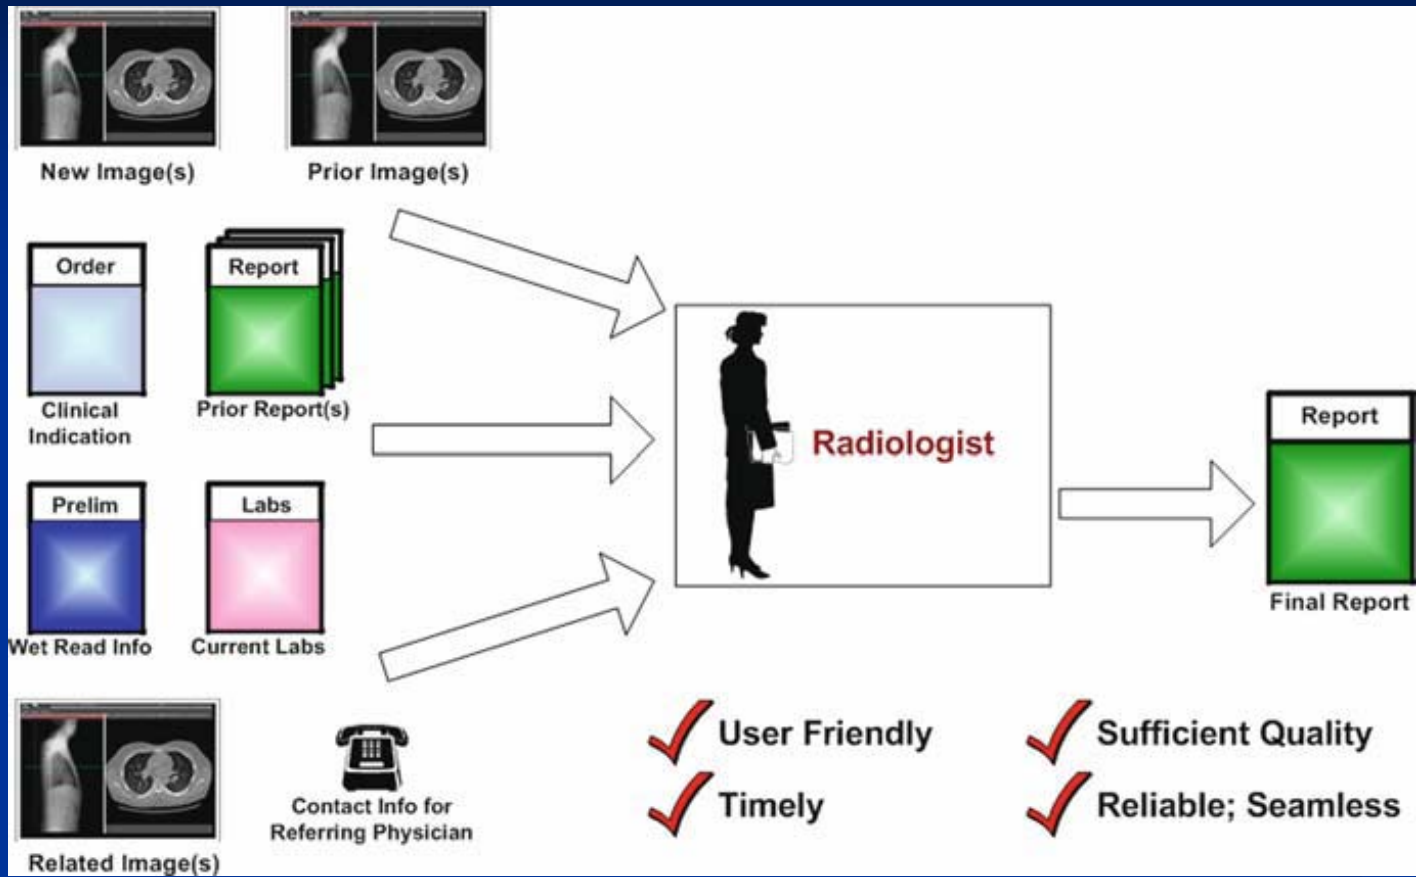 New Image(s)
Prior Image(s)
Order
Report
Clinical
Indication
Prior Report(s)
Prelim
Labs
Wet Read Info
Current Labs
Related Image(s)
Contact Info for
Referring Physician
Radiologist
Report
Final Report
User Friendly
Sufficient Quality
Timely
Reliable; Seamless